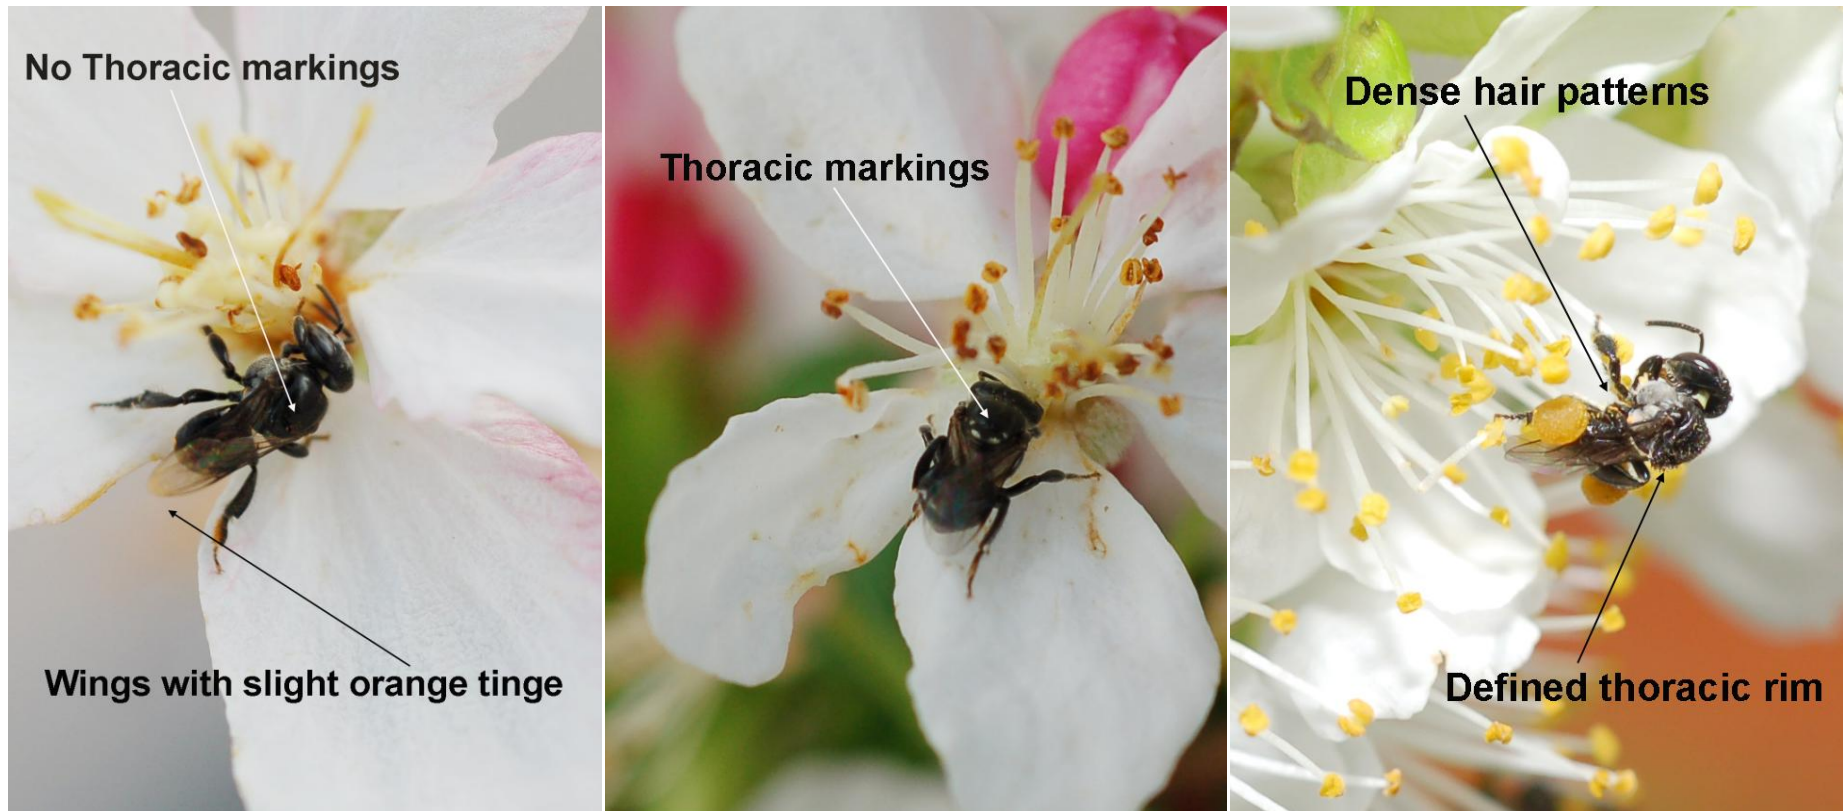 No Thoracic markings
Wings with slight orange tinge
Thoracic markings
Dense hair patterns
Defined thoracic rim